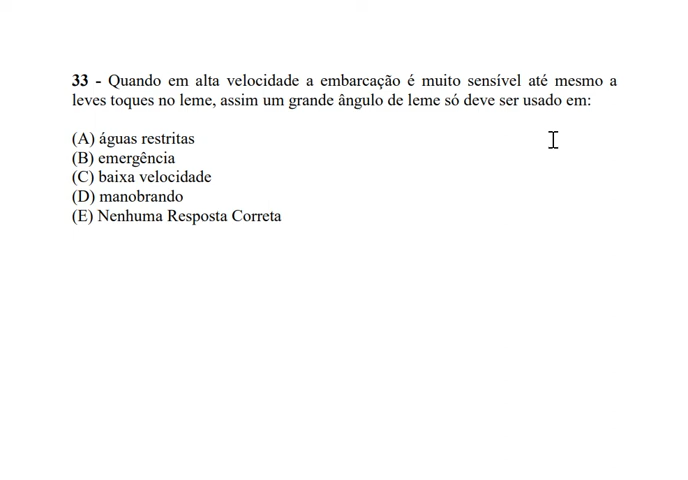 33 - Quando em alta velocidade a embarcação é muito sensível até mesmo a
leves toques no leme, assim um grande ângulo de leme só deve ser usado em:
(A) águas restritas
(B) emergência
(C) baixa velocidade
(D) manobrando
(E) Nenhuma Resposta Correta